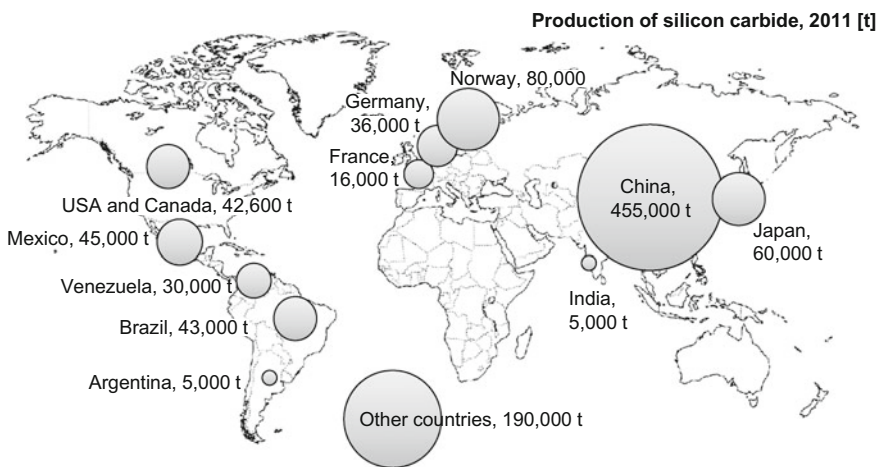 Production of silicon carbide, 2011 [t]
Norway, 80,000
Germany,
36,000 t
France,
16,000 t
China,
455,000 t
USA and Canada, 42,600 t
Mexico, 45,000 t
Japan,
60,000 t
Venezuela, 30,000 t
India,
5,000 t
Brazil, 43,000 t
Argentina, 5,000 t
Other countries, 190,000 t